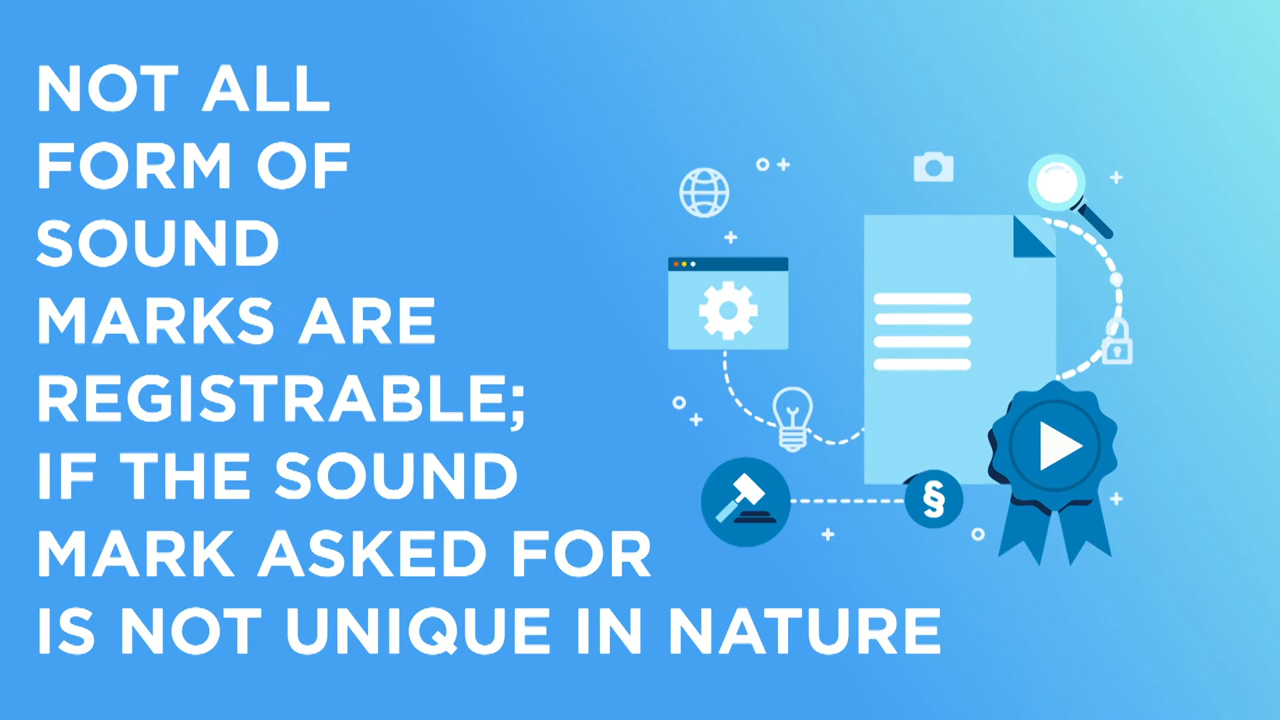 NOT ALL
FORM OF
SOUND
MARKS ARE
REGISTRABLE;
IF THE SOUND
MARK ASKED FOR
IS NOT UNIQUE IN NATURE
§